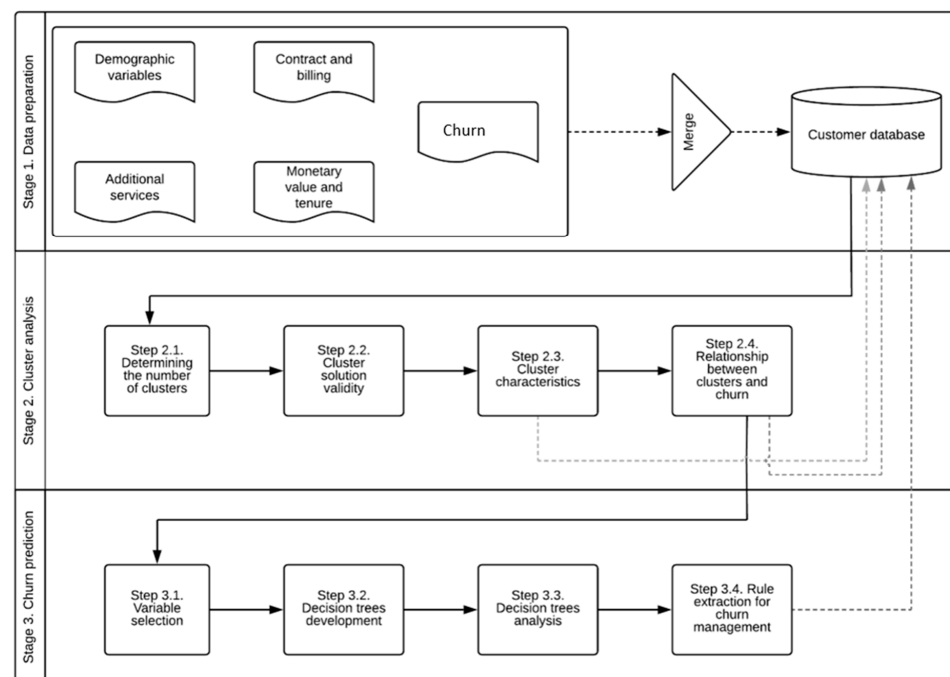 Stage 1. Data preparation
Demographic
variables
Contract and
billing
Churn
Additional
services
Monetary
value and
tenure
Merge
Customer database
Stage 2. Cluster analysis
Step 2.1.
Determining
the number
of clusters
Step 2.2.
Cluster
solution
validity
Step 2.3.
Cluster
characteristics
Step 2.4.
Relationship
between
clusters and
churn
Stage 3. Churn prediction
Step 3.1.
Variable
selection
Step 3.2.
Decision trees
development
Step 3.3.
Decision trees
analysis
Step 3.4. Rule
extraction for
churn
management